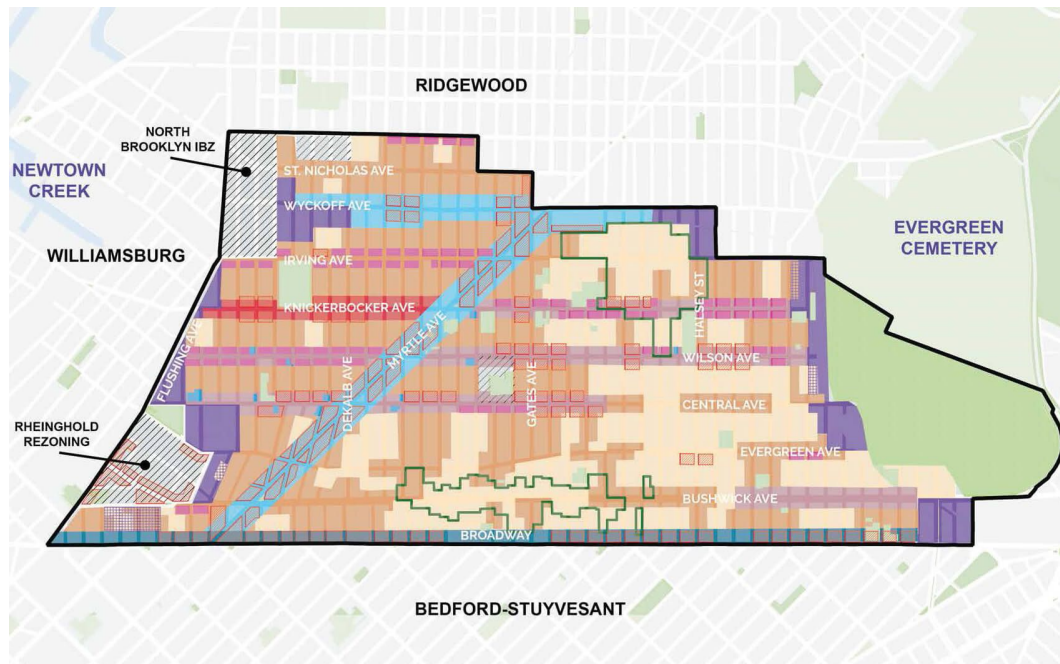 RIDGEWOOD
NORTH
BROOKLYN IBZ
NEWTOWN
CREEK
ST. NICHOLAS AVE
WYCKOFF AVE
EVERGREEN
CEMETERY
WILLIAMSBURG
IRVING AVE
KNICKERBOCKER AVE
HALSEY ST
FLUSHING AVE
MYRTLE AVE
WILSON AVE
DEKALB AVE
GATES AVE
CENTRAL AVE
RHEINGHOLD
REZONING
EVERGREEN AVE
BUSHWICK AVE
BROADWAY
BEDFORD-STUYVESANT